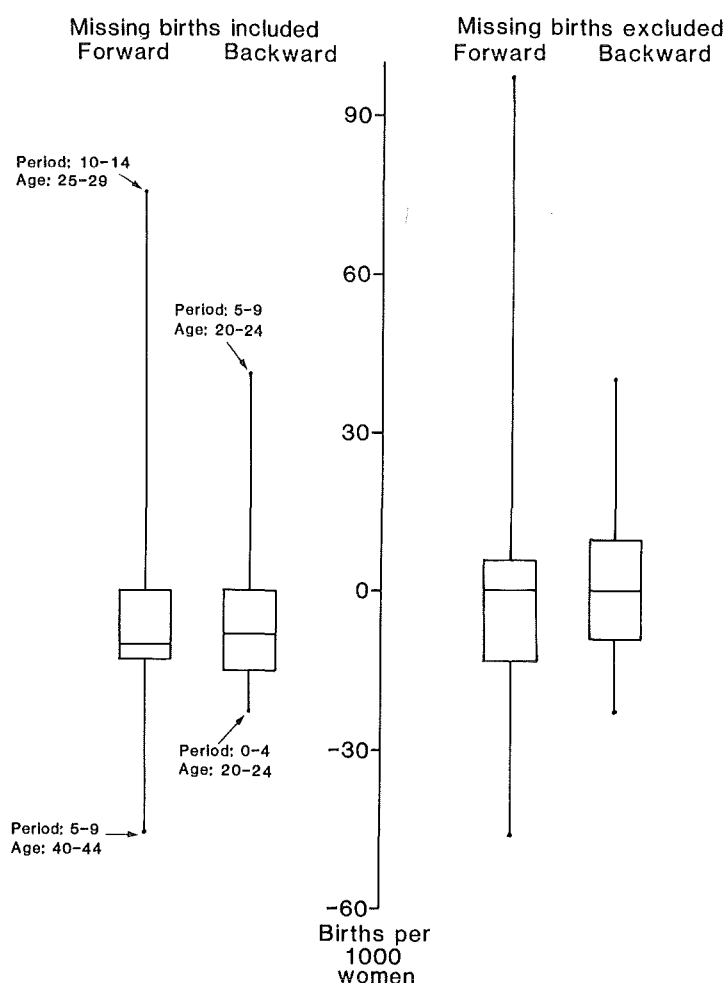 Missing births included
Forward Backward
Missing births excluded
Forward Backward
90
60
30
0
-30
-60
Births per
1000
women
Period: 10-14
Age: 25-29
Period: 5-9
Age: 20-24
Period: 0-4
Age: 20-24
Period: 5-9
Age: 40-44